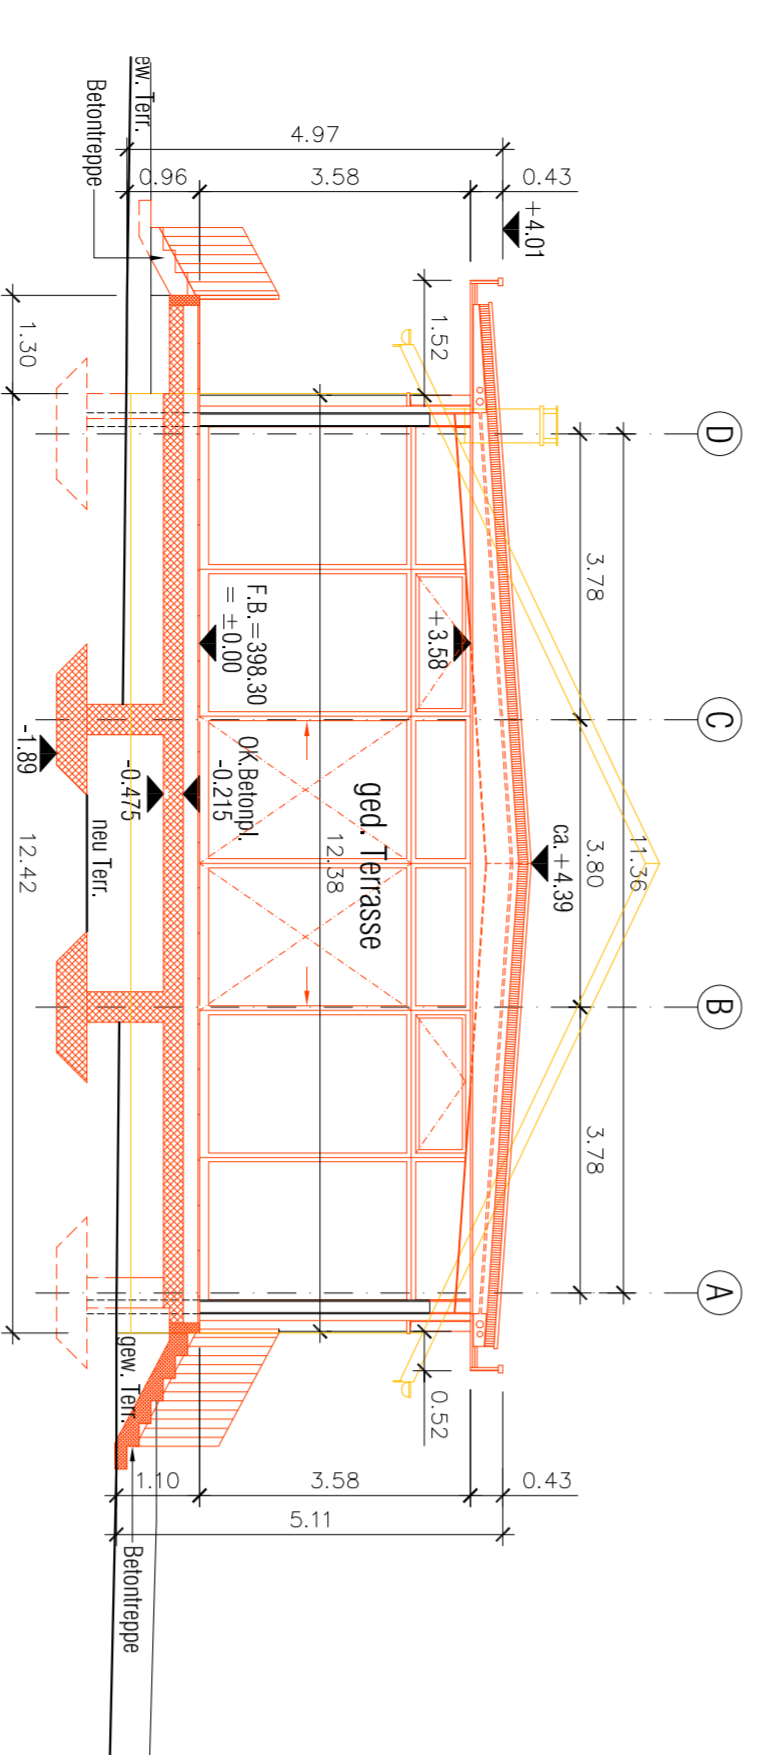 D
C
B
A
11.36
3.78
3.80
3.78
+4.01
ca. +4.39
0.43
0.43
1.52
0.52
4.97
3.58
0.96
+3.58
ged. Terrasse
12.38
3.58
5.11
1.10
F.B.=398.30
= ±0.00
OK.Betonpl.
-0.215
-0.475
-1.89
neu Terr.
ew. Terr.
gew. Terr.
Betontreppe
Betontreppe
1.30
12.42